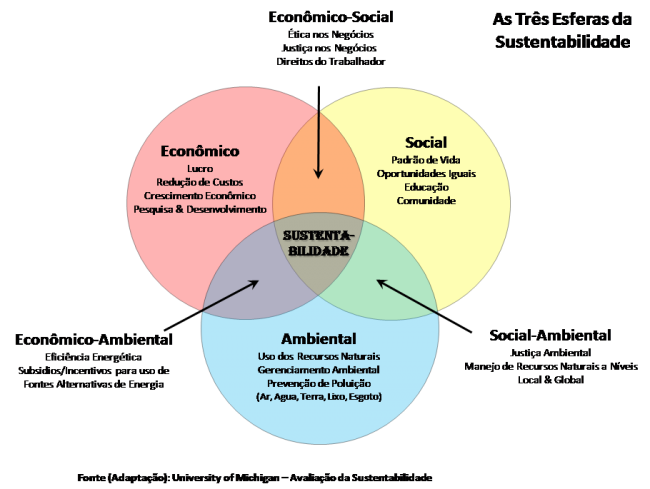 As Três Esferas da
Sustentabilidade
Econômico-Social
Ética nos Negócios
Justiça nos Negócios
Direitos do Trabalhador
Econômico
Lucro
Redução de Custos
Crescimento Econômico
Pesquisa & Desenvolvimento
Social
Padrão de Vida
Oportunidades Iguais
Educação
Comunidade
SUSTENTA-
BILIDADE
Econômico-Ambiental
Eficiência Energética
Subsidios/Incentivos para uso de
Fontes Alternativas de Energia
Ambiental
Uso dos Recursos Naturais
Gerenciamento Ambiental
Prevenção de Poluição
(Ar, Agua, Terra, Lixo, Esgoto)
Social-Ambiental
Justiça Ambiental
Manejo de Recursos Naturais a Níveis
Local & Global
Fonte (Adaptação): University of Michigan – Avaliação da Sustentabilidade